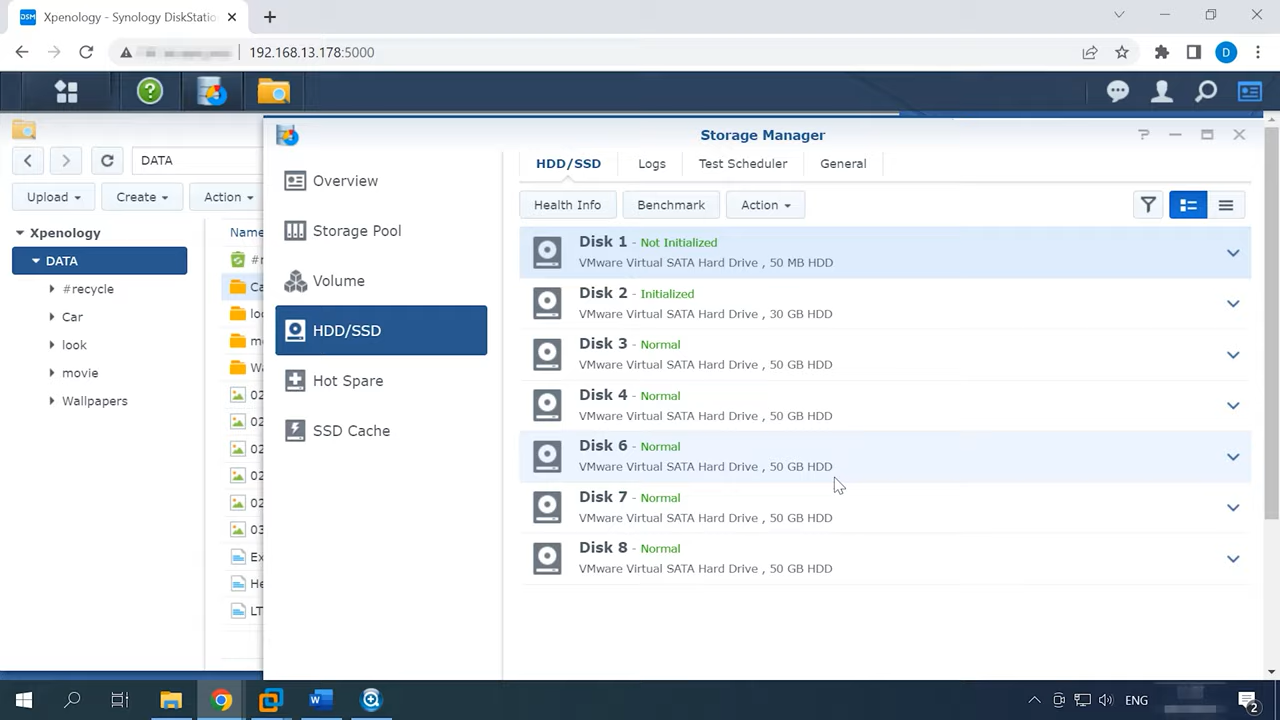 DSM Xpenology - Synology DiskStatio
192.168.13.178:5000
D
DATA
Upload
Create
Action
Name
Xpenology
DATA
#recycle
Car
look
movie
Wallpapers
Storage Manager
Overview
Storage Pool
Volume
HDD/SSD
Hot Spare
SSD Cache
HDD/SSD Logs Test Scheduler General
Health Info Benchmark Action
Disk 1 - Not Initialized
VMware Virtual SATA Hard Drive , 50 MB HDD
Disk 2 - Initialized
VMware Virtual SATA Hard Drive , 30 GB HDD
Disk 3 - Normal
VMware Virtual SATA Hard Drive , 50 GB HDD
Disk 4 - Normal
VMware Virtual SATA Hard Drive , 50 GB HDD
Disk 6 - Normal
VMware Virtual SATA Hard Drive , 50 GB HDD
Disk 7 - Normal
VMware Virtual SATA Hard Drive , 50 GB HDD
Disk 8 - Normal
VMware Virtual SATA Hard Drive , 50 GB HDD
ENG
2